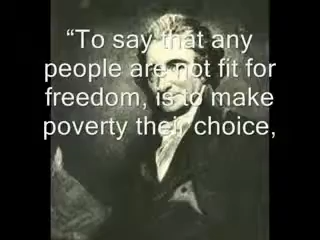 “To say that any
people are not fit for
freedom, is to make
poverty their choice,